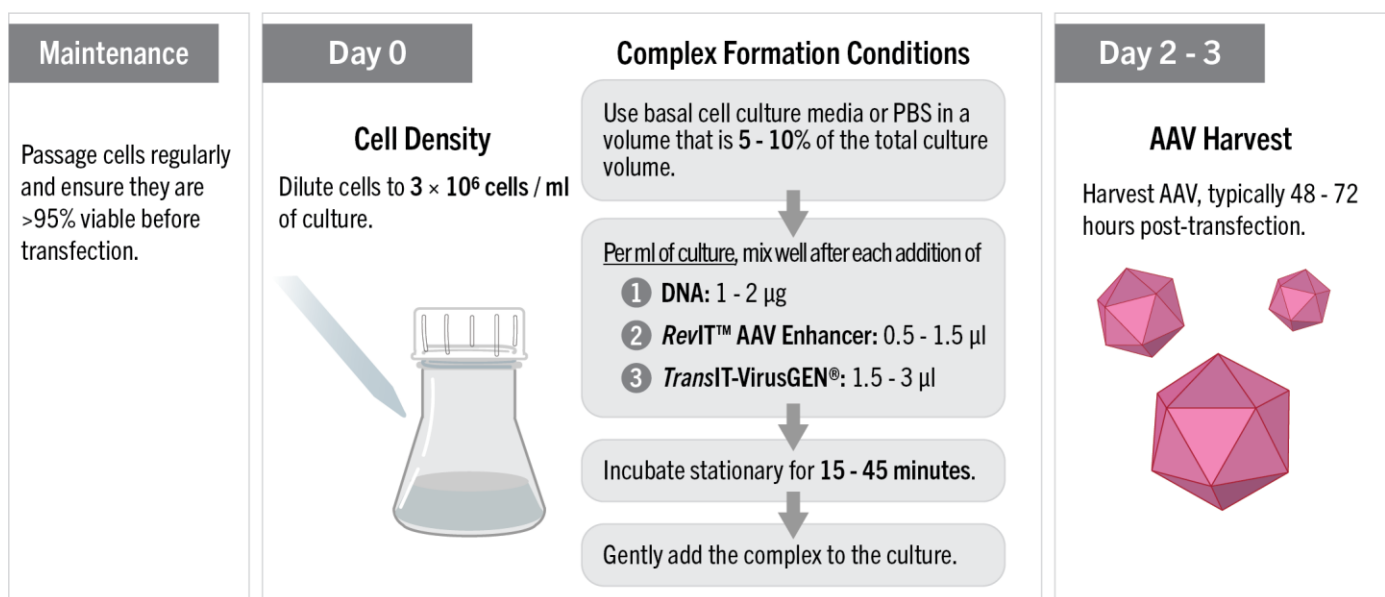 Maintenance
Passage cells regularly
and ensure they are
>95% viable before
transfection.
Day 0
Cell Density
Dilute cells to 3 × 10⁶ cells / ml
of culture.
Complex Formation Conditions
Use basal cell culture media or PBS in a
volume that is 5 - 10% of the total culture
volume.
Per ml of culture, mix well after each addition of
1 DNA: 1 - 2 µg
2 RevIT™ AAV Enhancer: 0.5 - 1.5 µl
3 TransIT-VirusGEN®: 1.5 - 3 µl
Incubate stationary for 15 - 45 minutes.
Gently add the complex to the culture.
Day 2 - 3
AAV Harvest
Harvest AAV, typically 48 - 72
hours post-transfection.